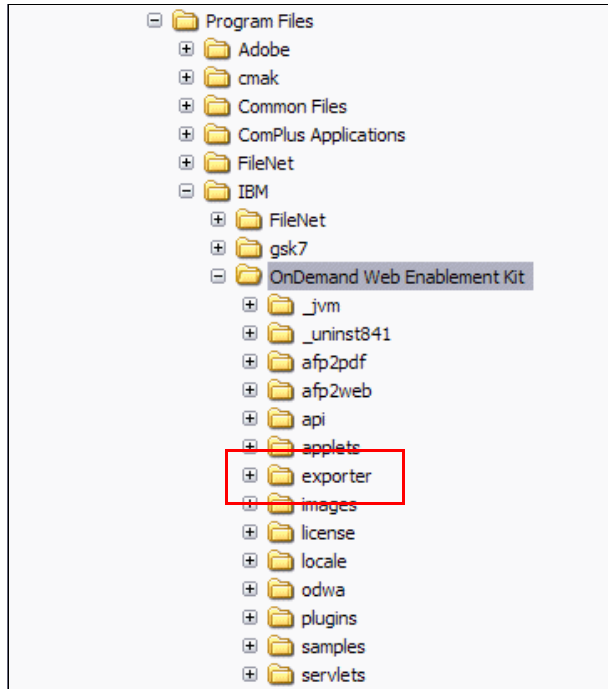 Program Files
Adobe
cmak
Common Files
ComPlus Applications
FileNet
IBM
FileNet
gsk7
OnDemand Web Enablement Kit
_jvm
_uninst841
afp2pdf
afp2web
api
applets
exporter
images
license
locale
odwa
plugins
samples
servlets